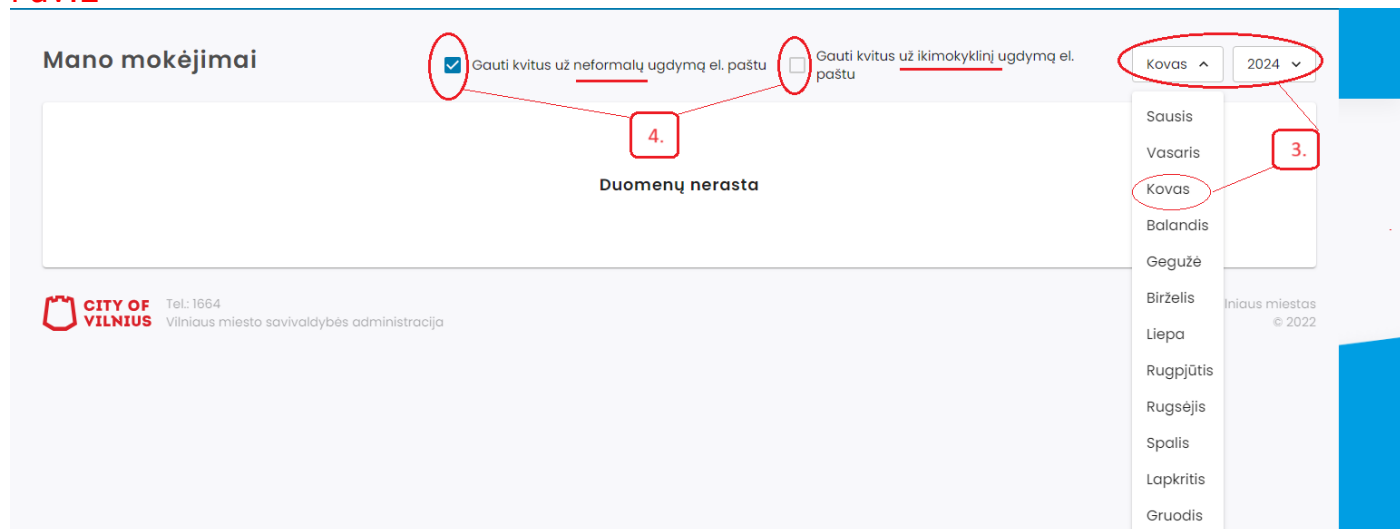 Mano mokėjimai
Gauti kvitus už neformalų ugdymą el. paštu
Gauti kvitus už ikimokyklinį ugdymą el.
paštu
Kovas
2024
4.
3.
Duomenų nerasta
Sausis
Vasaris
Kovas
Balandis
Gegužė
Birželis
Liepa
Rugpjūtis
Rugsėjis
Spalis
Lapkritis
Gruodis
CITY OF
VILNIUS
Tel.: 1664
Vilniaus miesto savivaldybės administracija
lniaus miestas
© 2022